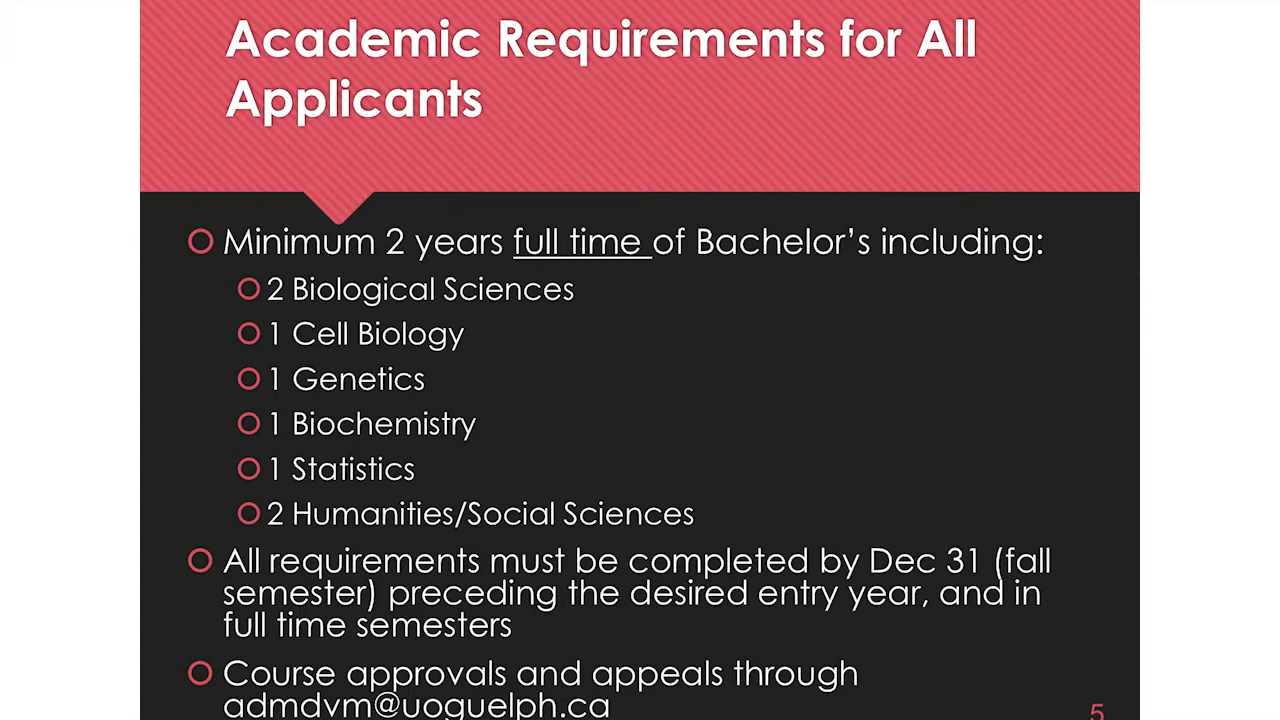 Academic Requirements for All
Applicants
Minimum 2 years full time of Bachelor’s including:
2 Biological Sciences
1 Cell Biology
1 Genetics
1 Biochemistry
1 Statistics
2 Humanities/Social Sciences
All requirements must be completed by Dec 31 (fall
semester) preceding the desired entry year, and in
full time semesters
Course approvals and appeals through
admdvm@uoguelph.ca
5